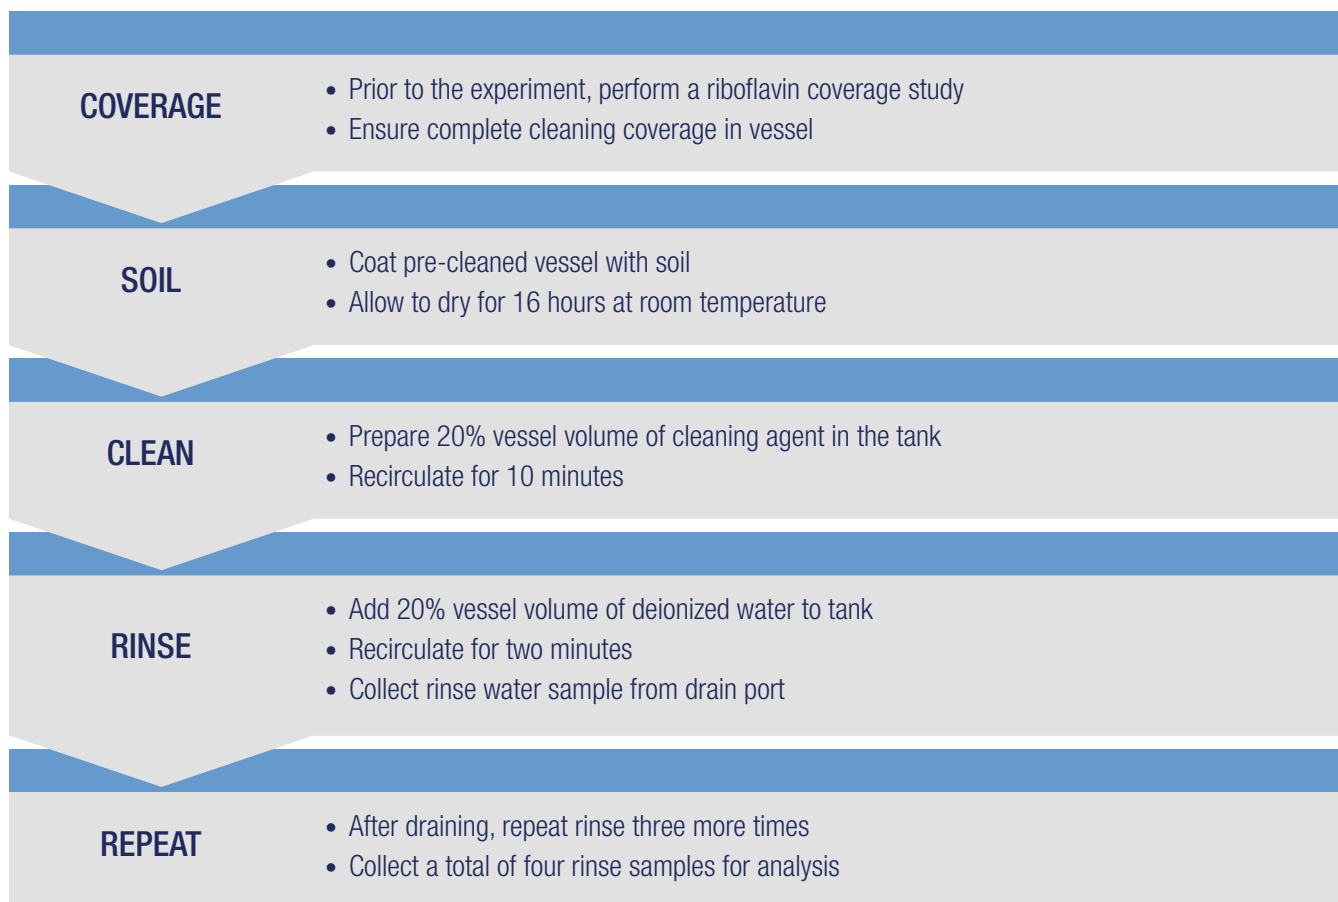 COVERAGE
• Prior to the experiment, perform a riboflavin coverage study
• Ensure complete cleaning coverage in vessel
SOIL
• Coat pre-cleaned vessel with soil
• Allow to dry for 16 hours at room temperature
CLEAN
• Prepare 20% vessel volume of cleaning agent in the tank
• Recirculate for 10 minutes
RINSE
• Add 20% vessel volume of deionized water to tank
• Recirculate for two minutes
• Collect rinse water sample from drain port
REPEAT
• After draining, repeat rinse three more times
• Collect a total of four rinse samples for analysis